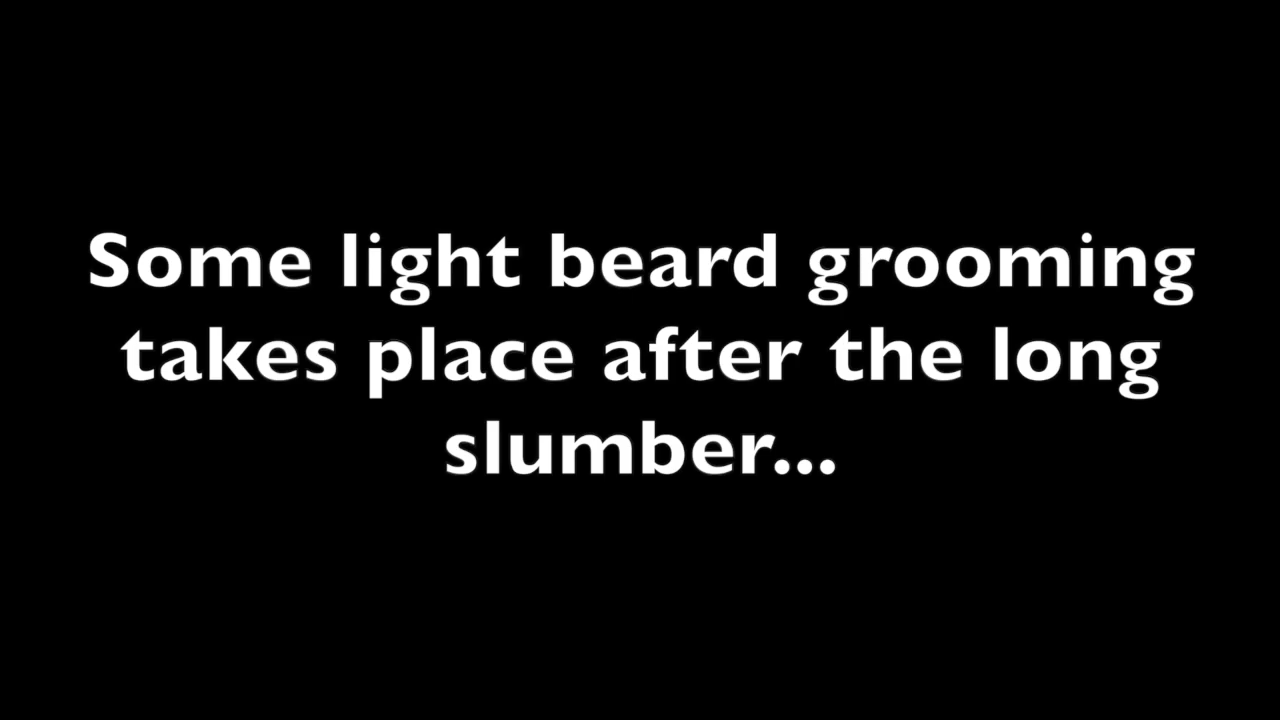 Some light beard grooming
takes place after the long
slumber...